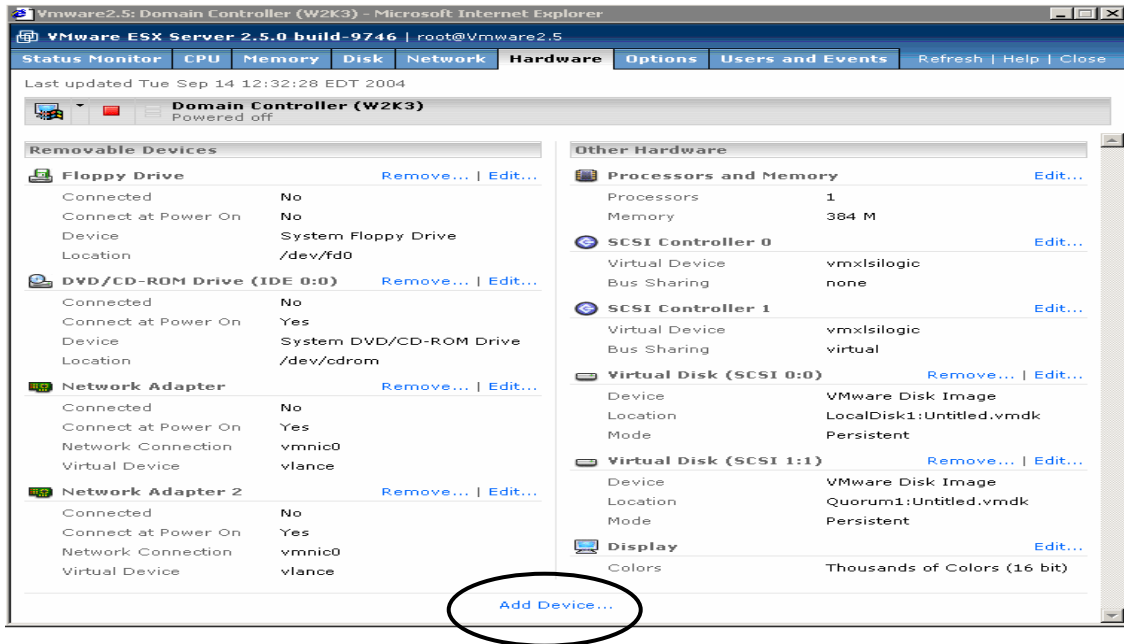 Vmware2.5: Domain Controller (W2K3) - Microsoft Internet Explorer
VMware ESX Server 2.5.0 build-9746 | root@Vmware2.5
Status Monitor CPU Memory Disk Network Hardware Options Users and Events Refresh | Help | Close
Last updated Tue Sep 14 12:32:28 EDT 2004
Domain Controller (W2K3)
Powered off
Removable Devices
Floppy Drive Remove... | Edit...
Connected No
Connect at Power On No
Device System Floppy Drive
Location /dev/fd0
DVD/CD-ROM Drive (IDE 0:0) Remove... | Edit...
Connected No
Connect at Power On Yes
Device System DVD/CD-ROM Drive
Location /dev/cdrom
Network Adapter Remove... | Edit...
Connected No
Connect at Power On Yes
Network Connection vmnic0
Virtual Device vlance
Network Adapter 2 Remove... | Edit...
Connected No
Connect at Power On Yes
Network Connection vmnic0
Virtual Device vlance
Other Hardware
Processors and Memory Edit...
Processors 1
Memory 384 M
SCSI Controller 0 Edit...
Virtual Device vmxlsilogic
Bus Sharing none
SCSI Controller 1 Edit...
Virtual Device vmxlsilogic
Bus Sharing virtual
Virtual Disk (SCSI 0:0) Remove... | Edit...
Device VMware Disk Image
Location LocalDisk1:Untitled.vmdk
Mode Persistent
Virtual Disk (SCSI 1:1) Remove... | Edit...
Device VMware Disk Image
Location Quorum1:Untitled.vmdk
Mode Persistent
Display Edit...
Colors Thousands of Colors (16 bit)
Add Device...